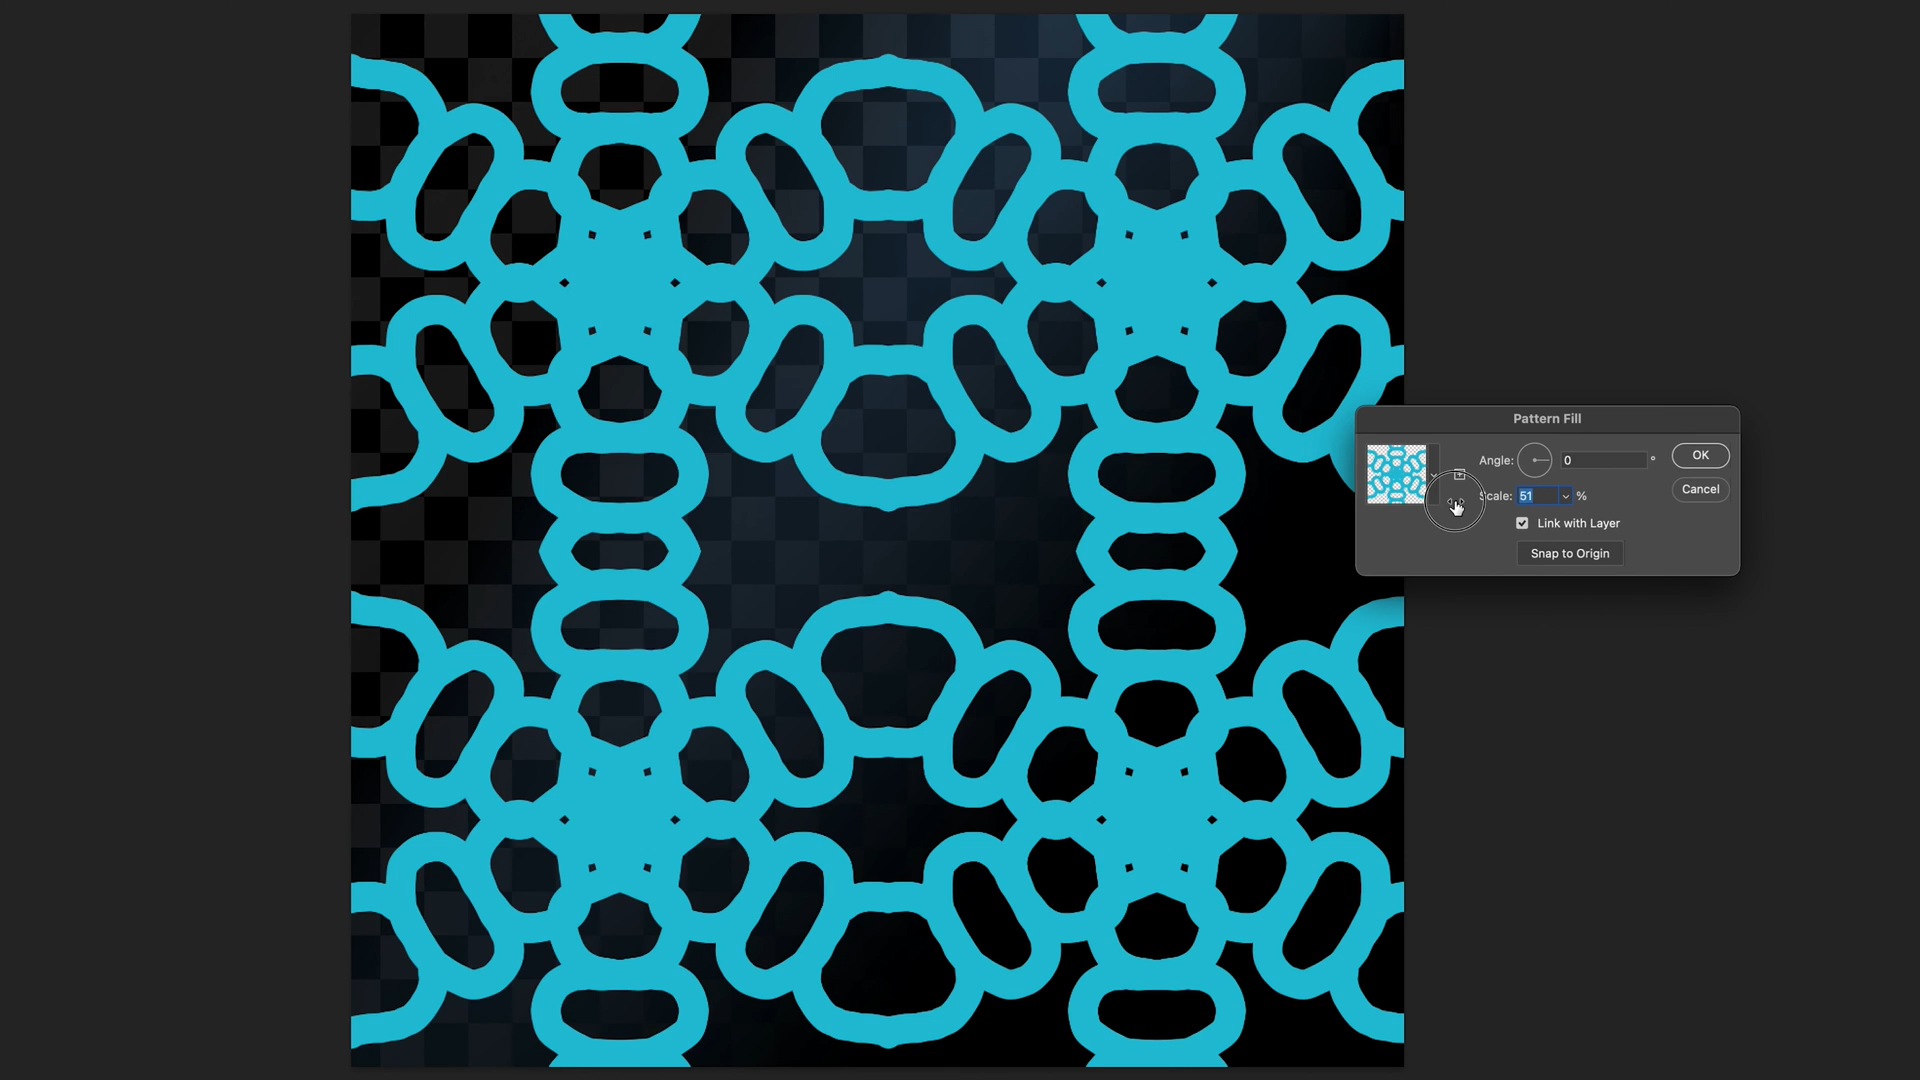 Pattern Fill
Angle: 0 °
OK
Scale: 51 %
Cancel
Link with Layer
Snap to Origin